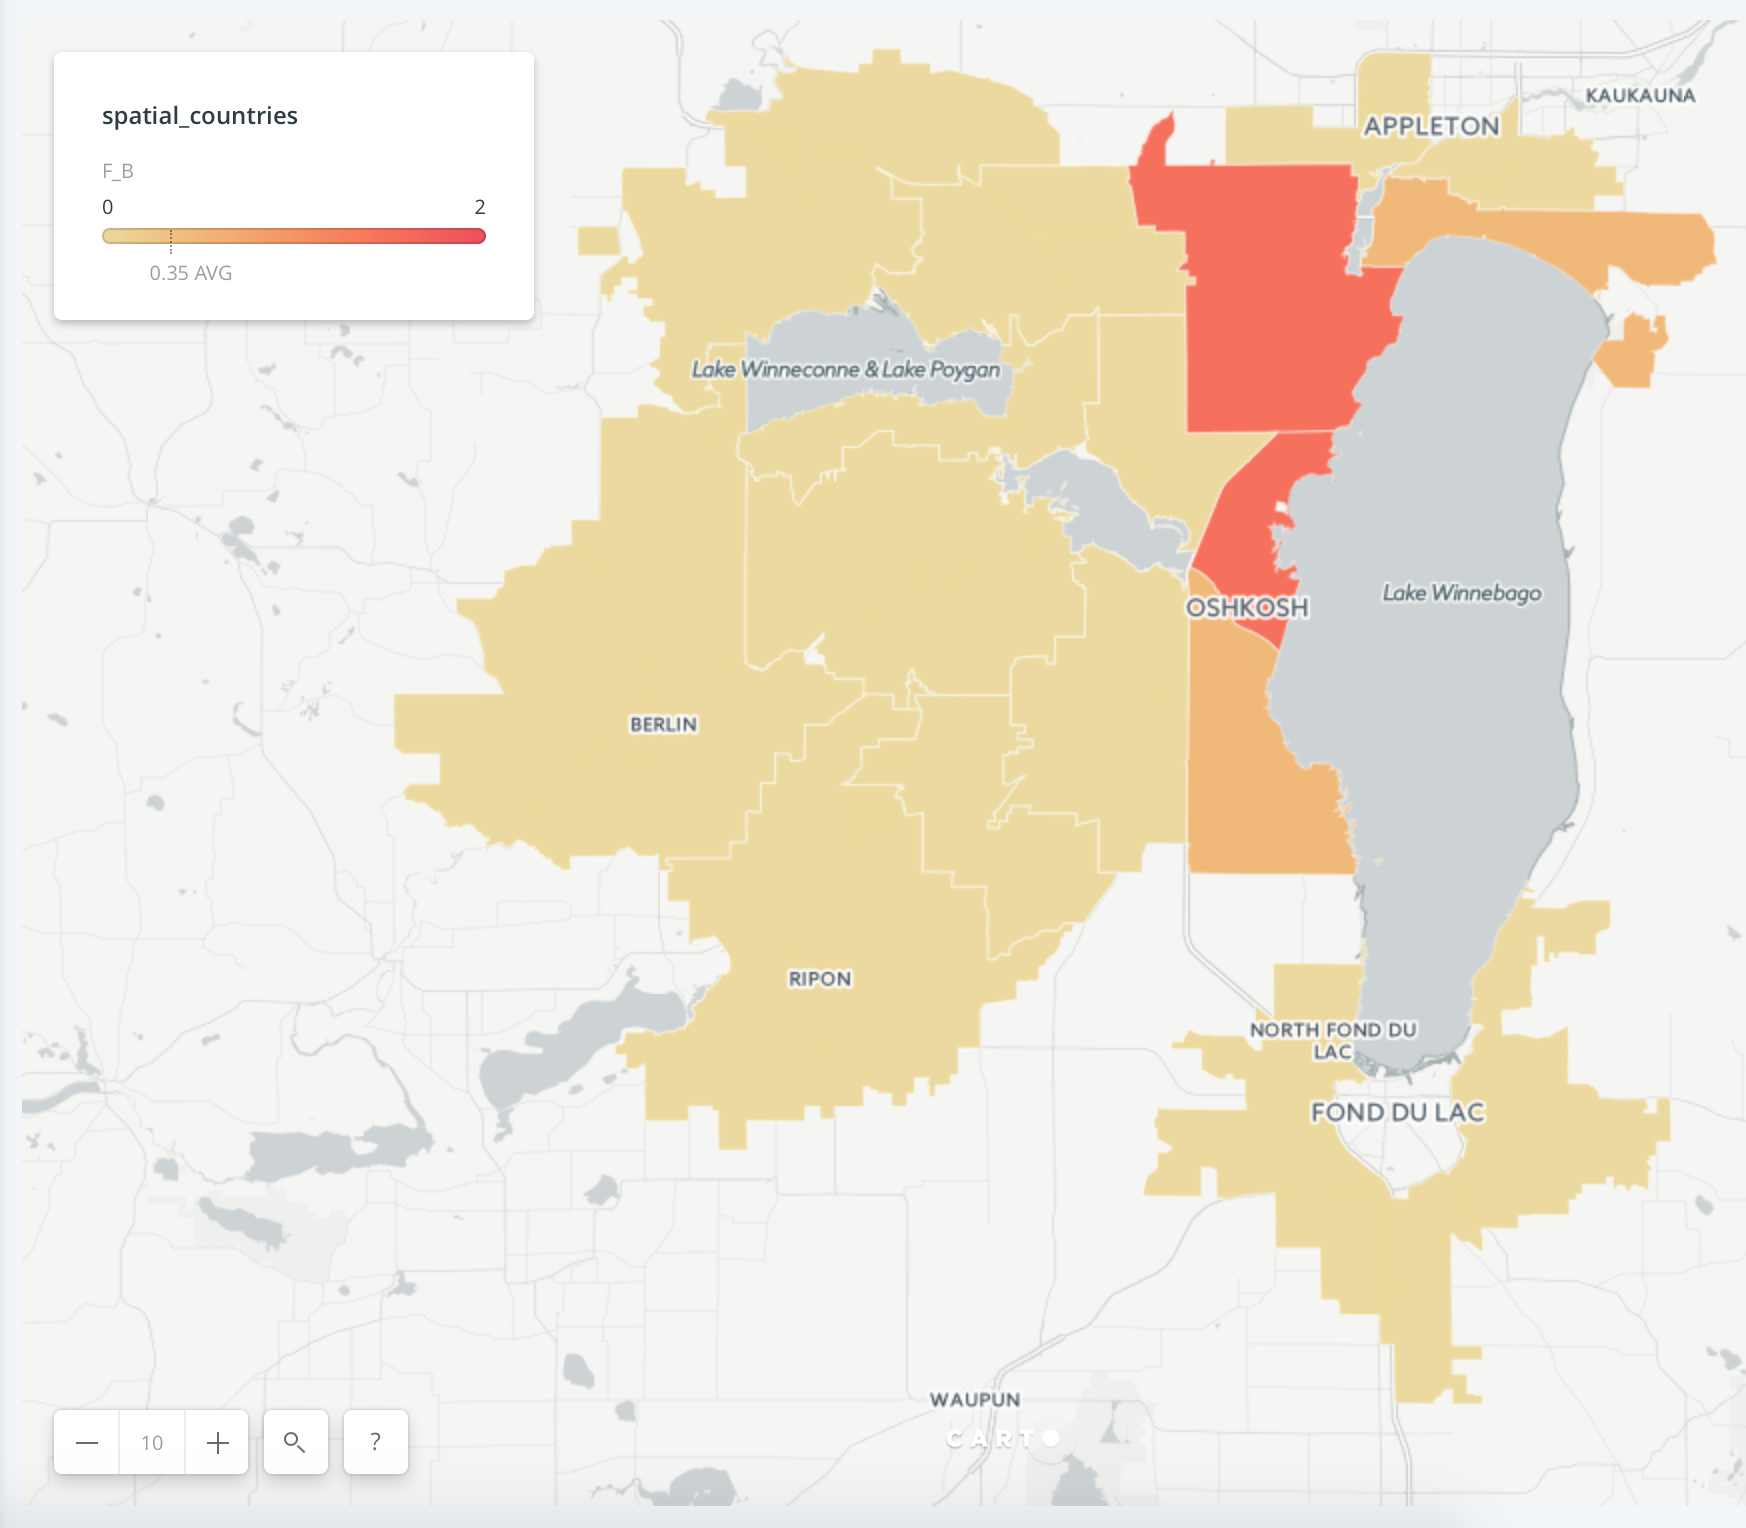 spatial_countries
F_B
0 2
0.35 AVG
KAUKAUNA
APPLETON
Lake Winneconne & Lake Poygan
Lake Winnebago
OSHKOSH
BERLIN
RIPON
NORTH FOND DU
LAC
FOND DU LAC
WAUPUN
CARTO
10
?